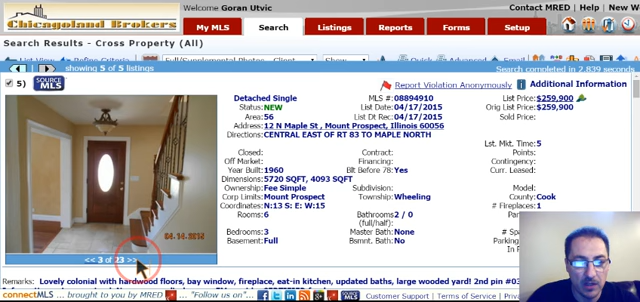 Chicagoland Brokers
Welcome Goran Utvic
Contact MRED | Help | New W
My MLS
Search
Listings
Reports
Forms
Setup
Search Results - Cross Property (All)
showing 5 of 5 listings
Search completed in 2.839 seconds
5)
SOURCE MLS
Report Violation Anonymously
Additional Information
Detached Single
MLS #: 08894910
List Price: $259,900
Status: NEW
List Date: 04/17/2015
Orig List Price: $259,900
Area: 56
List Dt Rec: 04/17/2015
Sold Price:
Address: 12 N Maple St , Mount Prospect, Illinois 60056
Directions: CENTRAL EAST OF RT 83 TO MAPLE NORTH
Lst. Mkt. Time: 5
Closed:
Contract:
Points:
Off Market:
Financing:
Contingency:
Year Built: 1960
Blt Before 78: Yes
Curr. Leased:
Dimensions: 5720 SQFT, 4093 SQFT
Ownership: Fee Simple
Subdivision:
Model:
Corp Limits: Mount Prospect
Township: Wheeling
County: Cook
Coordinates: N:13 S: E: W:15
# Fireplaces: 1
Rooms: 6
Bathrooms (full/half): 2 / 0
Bedrooms: 3
Master Bath: None
Basement: Full
Bsmnt. Bath: No
04.14.2015
<< 3 of 23 >>
Remarks: Lovely colonial with hardwood floors, bay window, fireplace, eat-in kitchen, updated baths, large wooded yard! 2nd pin #03
connectMLS ... brought to you by MRED
"Follow us on"
Customer Support | Terms of Service |